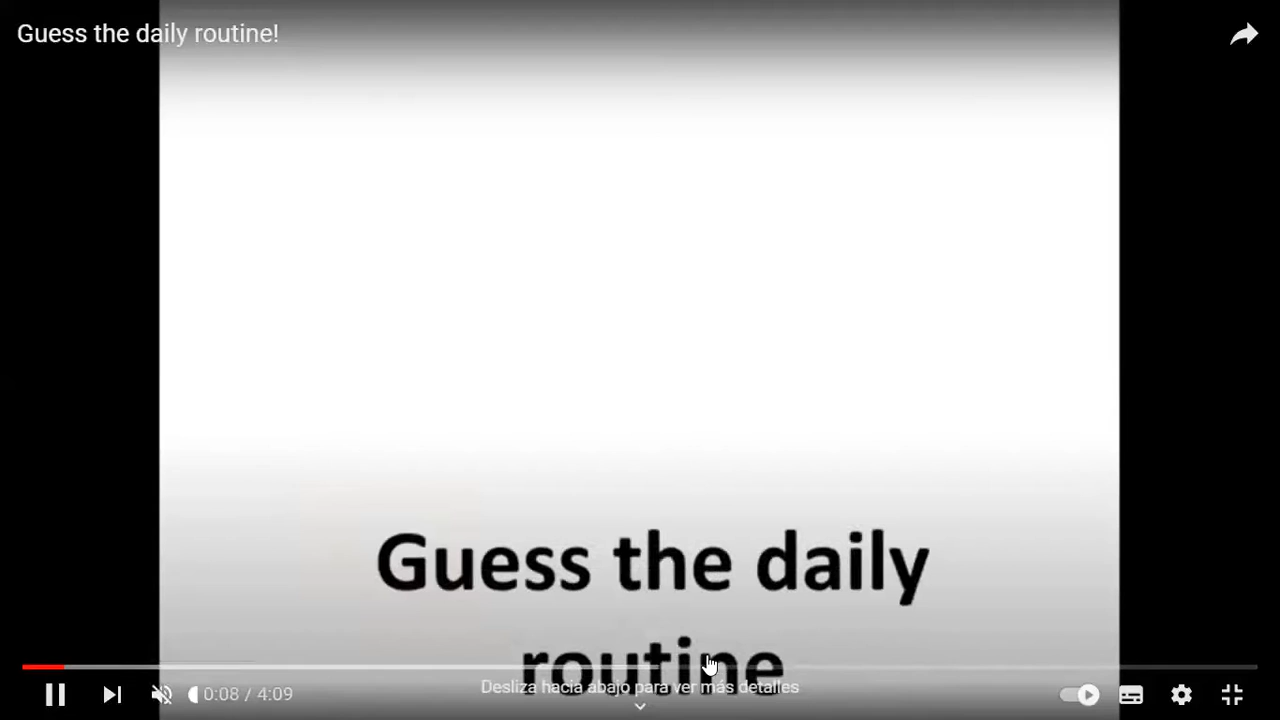 Guess the daily routine!
Guess the daily
routine
Desliza hacia abajo para ver más detalles
0:08 / 4:09